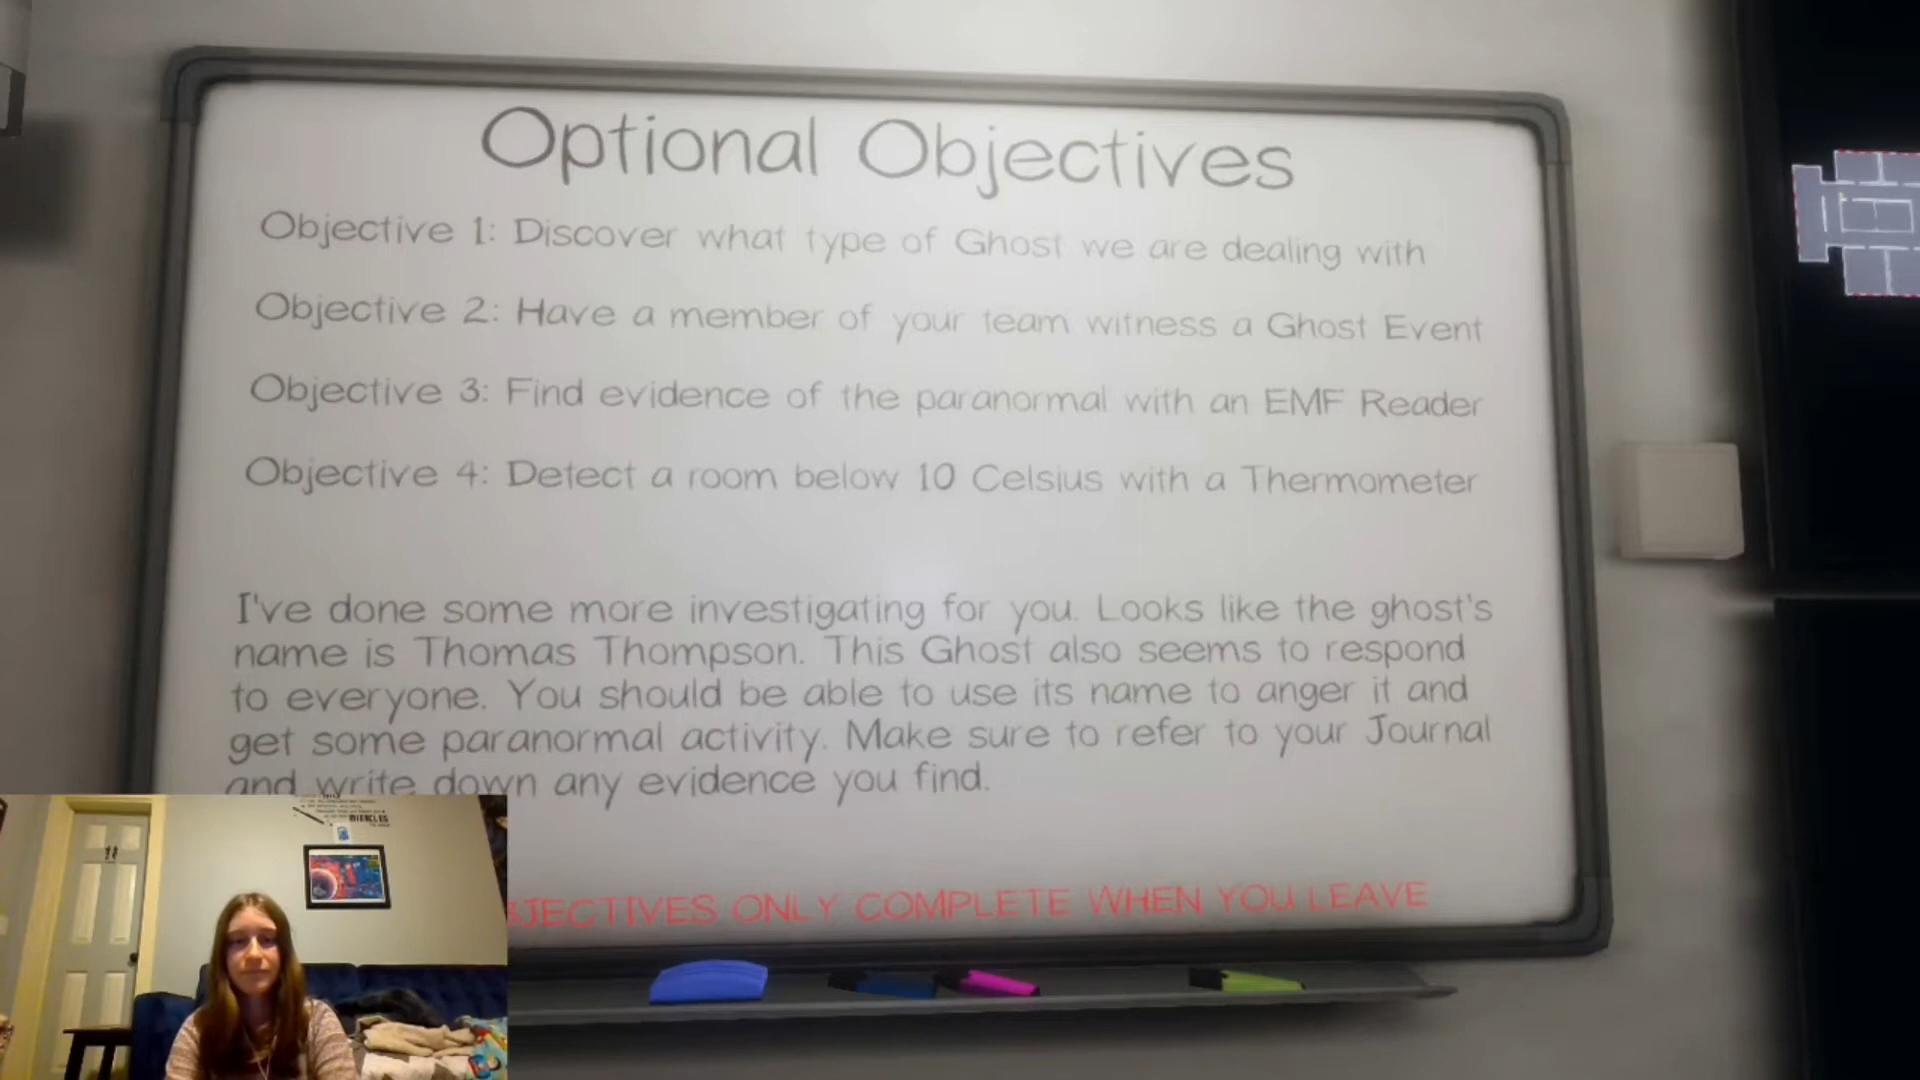 Optional Objectives
Objective 1: Discover what type of Ghost we are dealing with
Objective 2: Have a member of your team witness a Ghost Event
Objective 3: Find evidence of the paranormal with an EMF Reader
Objective 4: Detect a room below 10 Celsius with a Thermometer
I've done some more investigating for you. Looks like the ghost's
name is Thomas Thompson. This Ghost also seems to respond
to everyone. You should be able to use its name to anger it and
get some paranormal activity. Make sure to refer to your Journal
and write down any evidence you find.
JECTIVES ONLY COMPLETE WHEN YOU LEAVE
MIRACLES